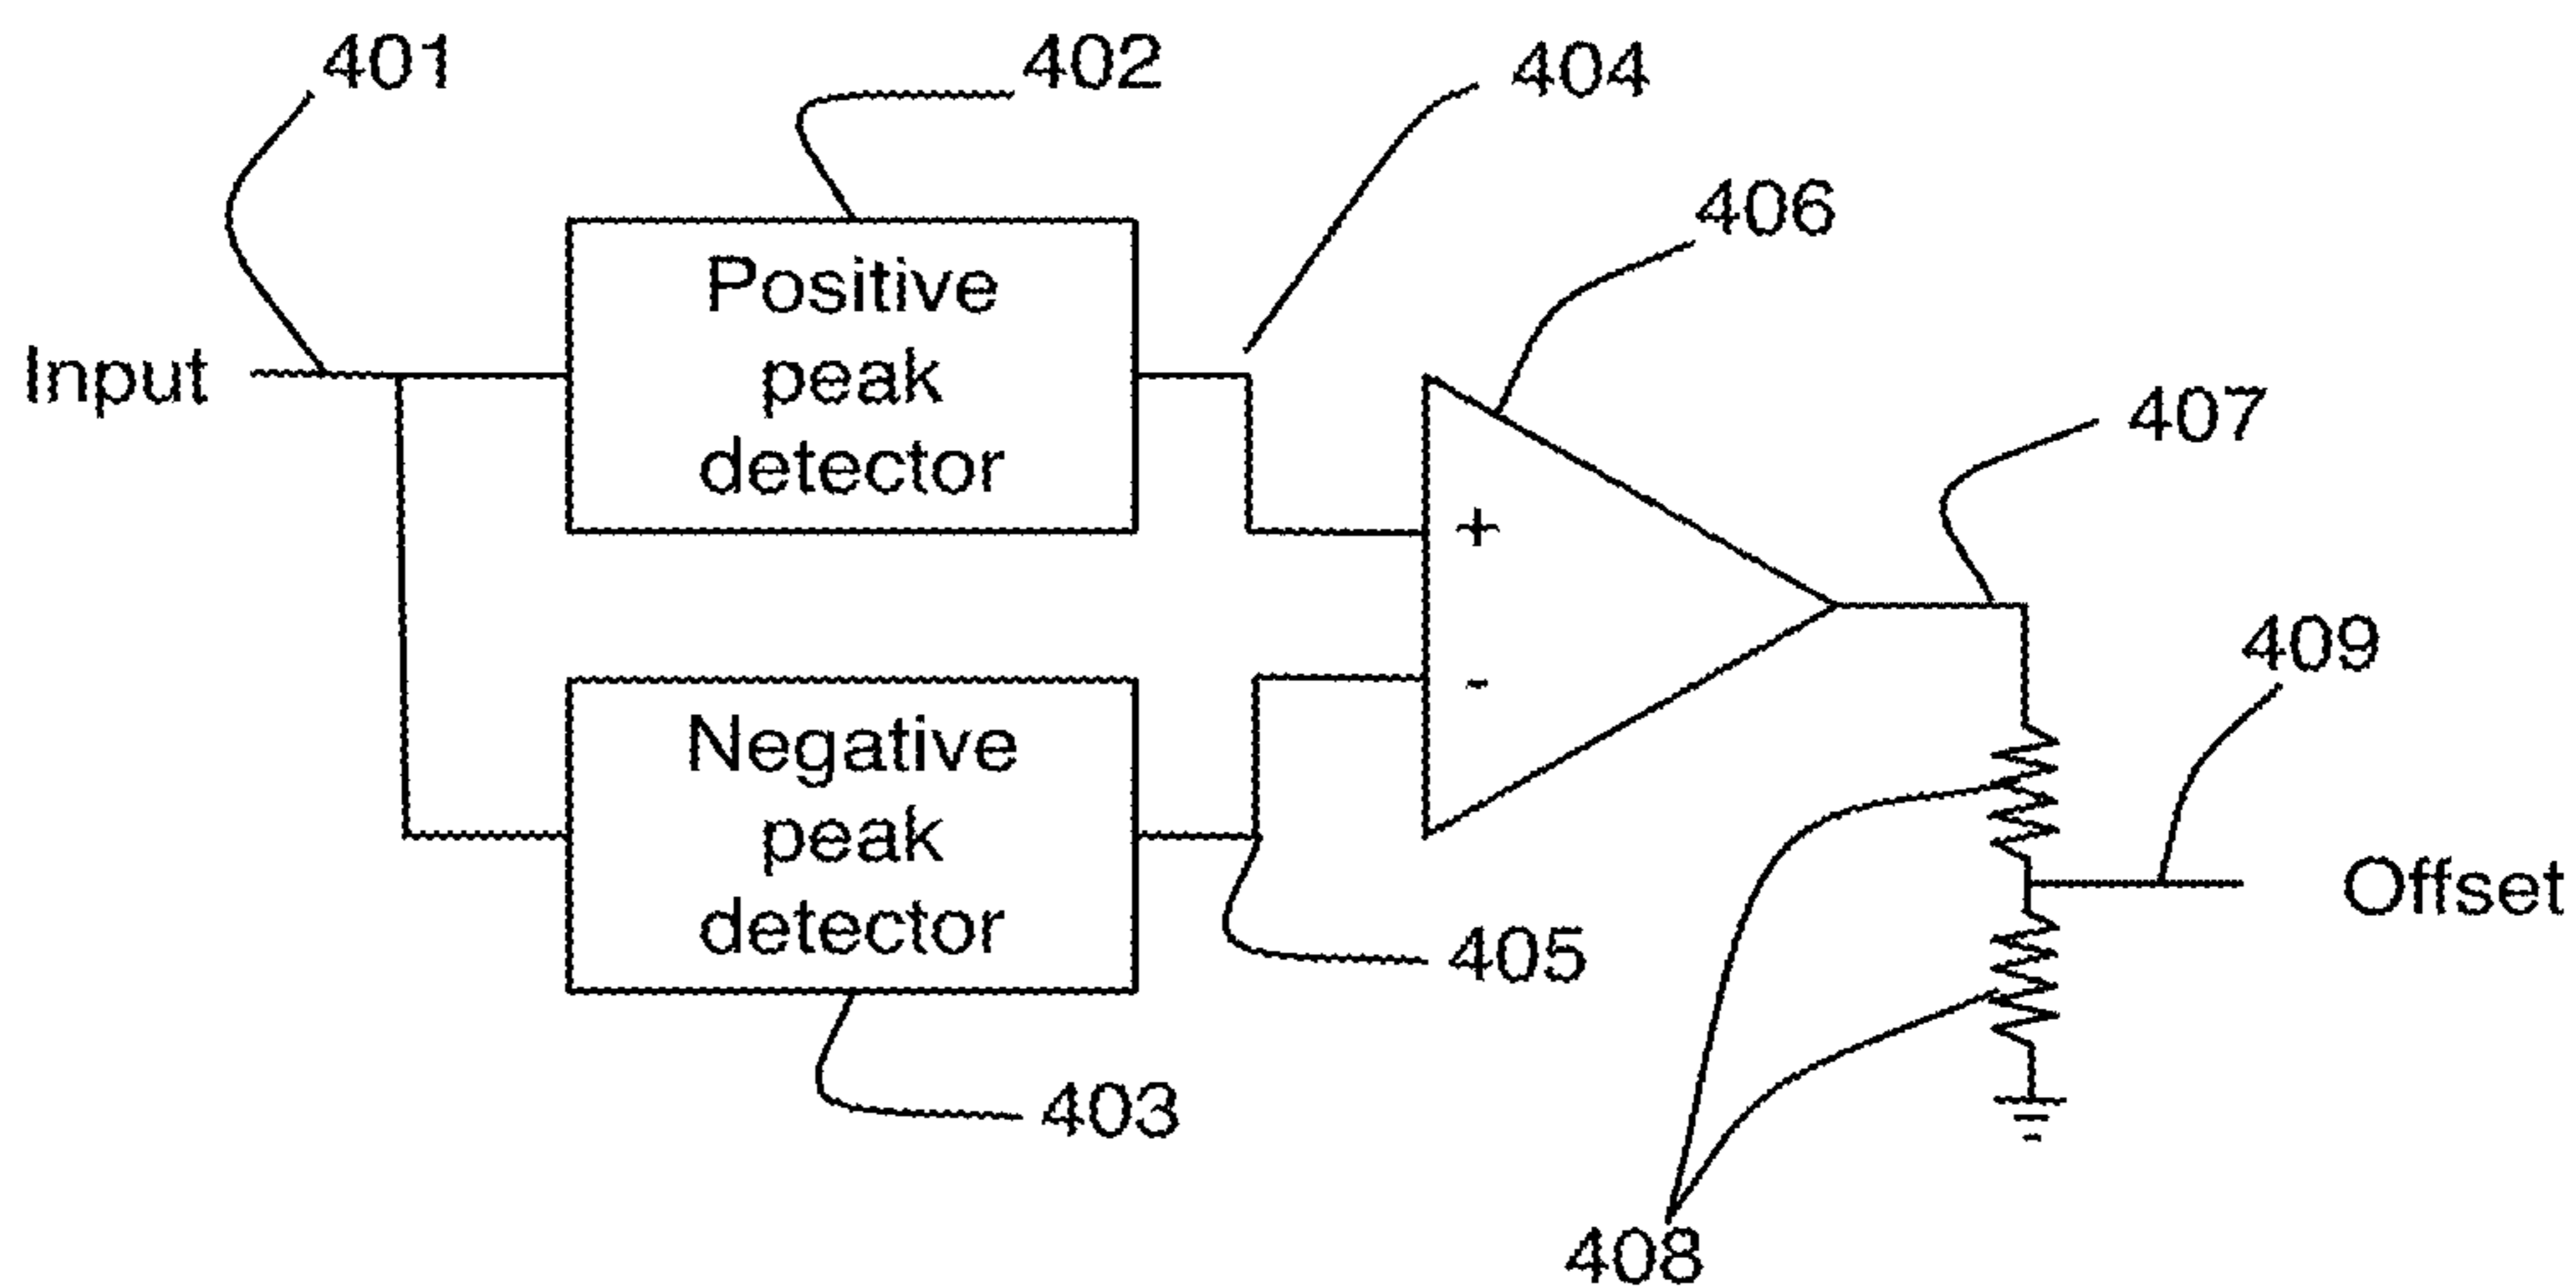 401
402
404
406
Input
Positive
peak
detector
+
407
409
-
Negative
peak
detector
Offset
405
403
408